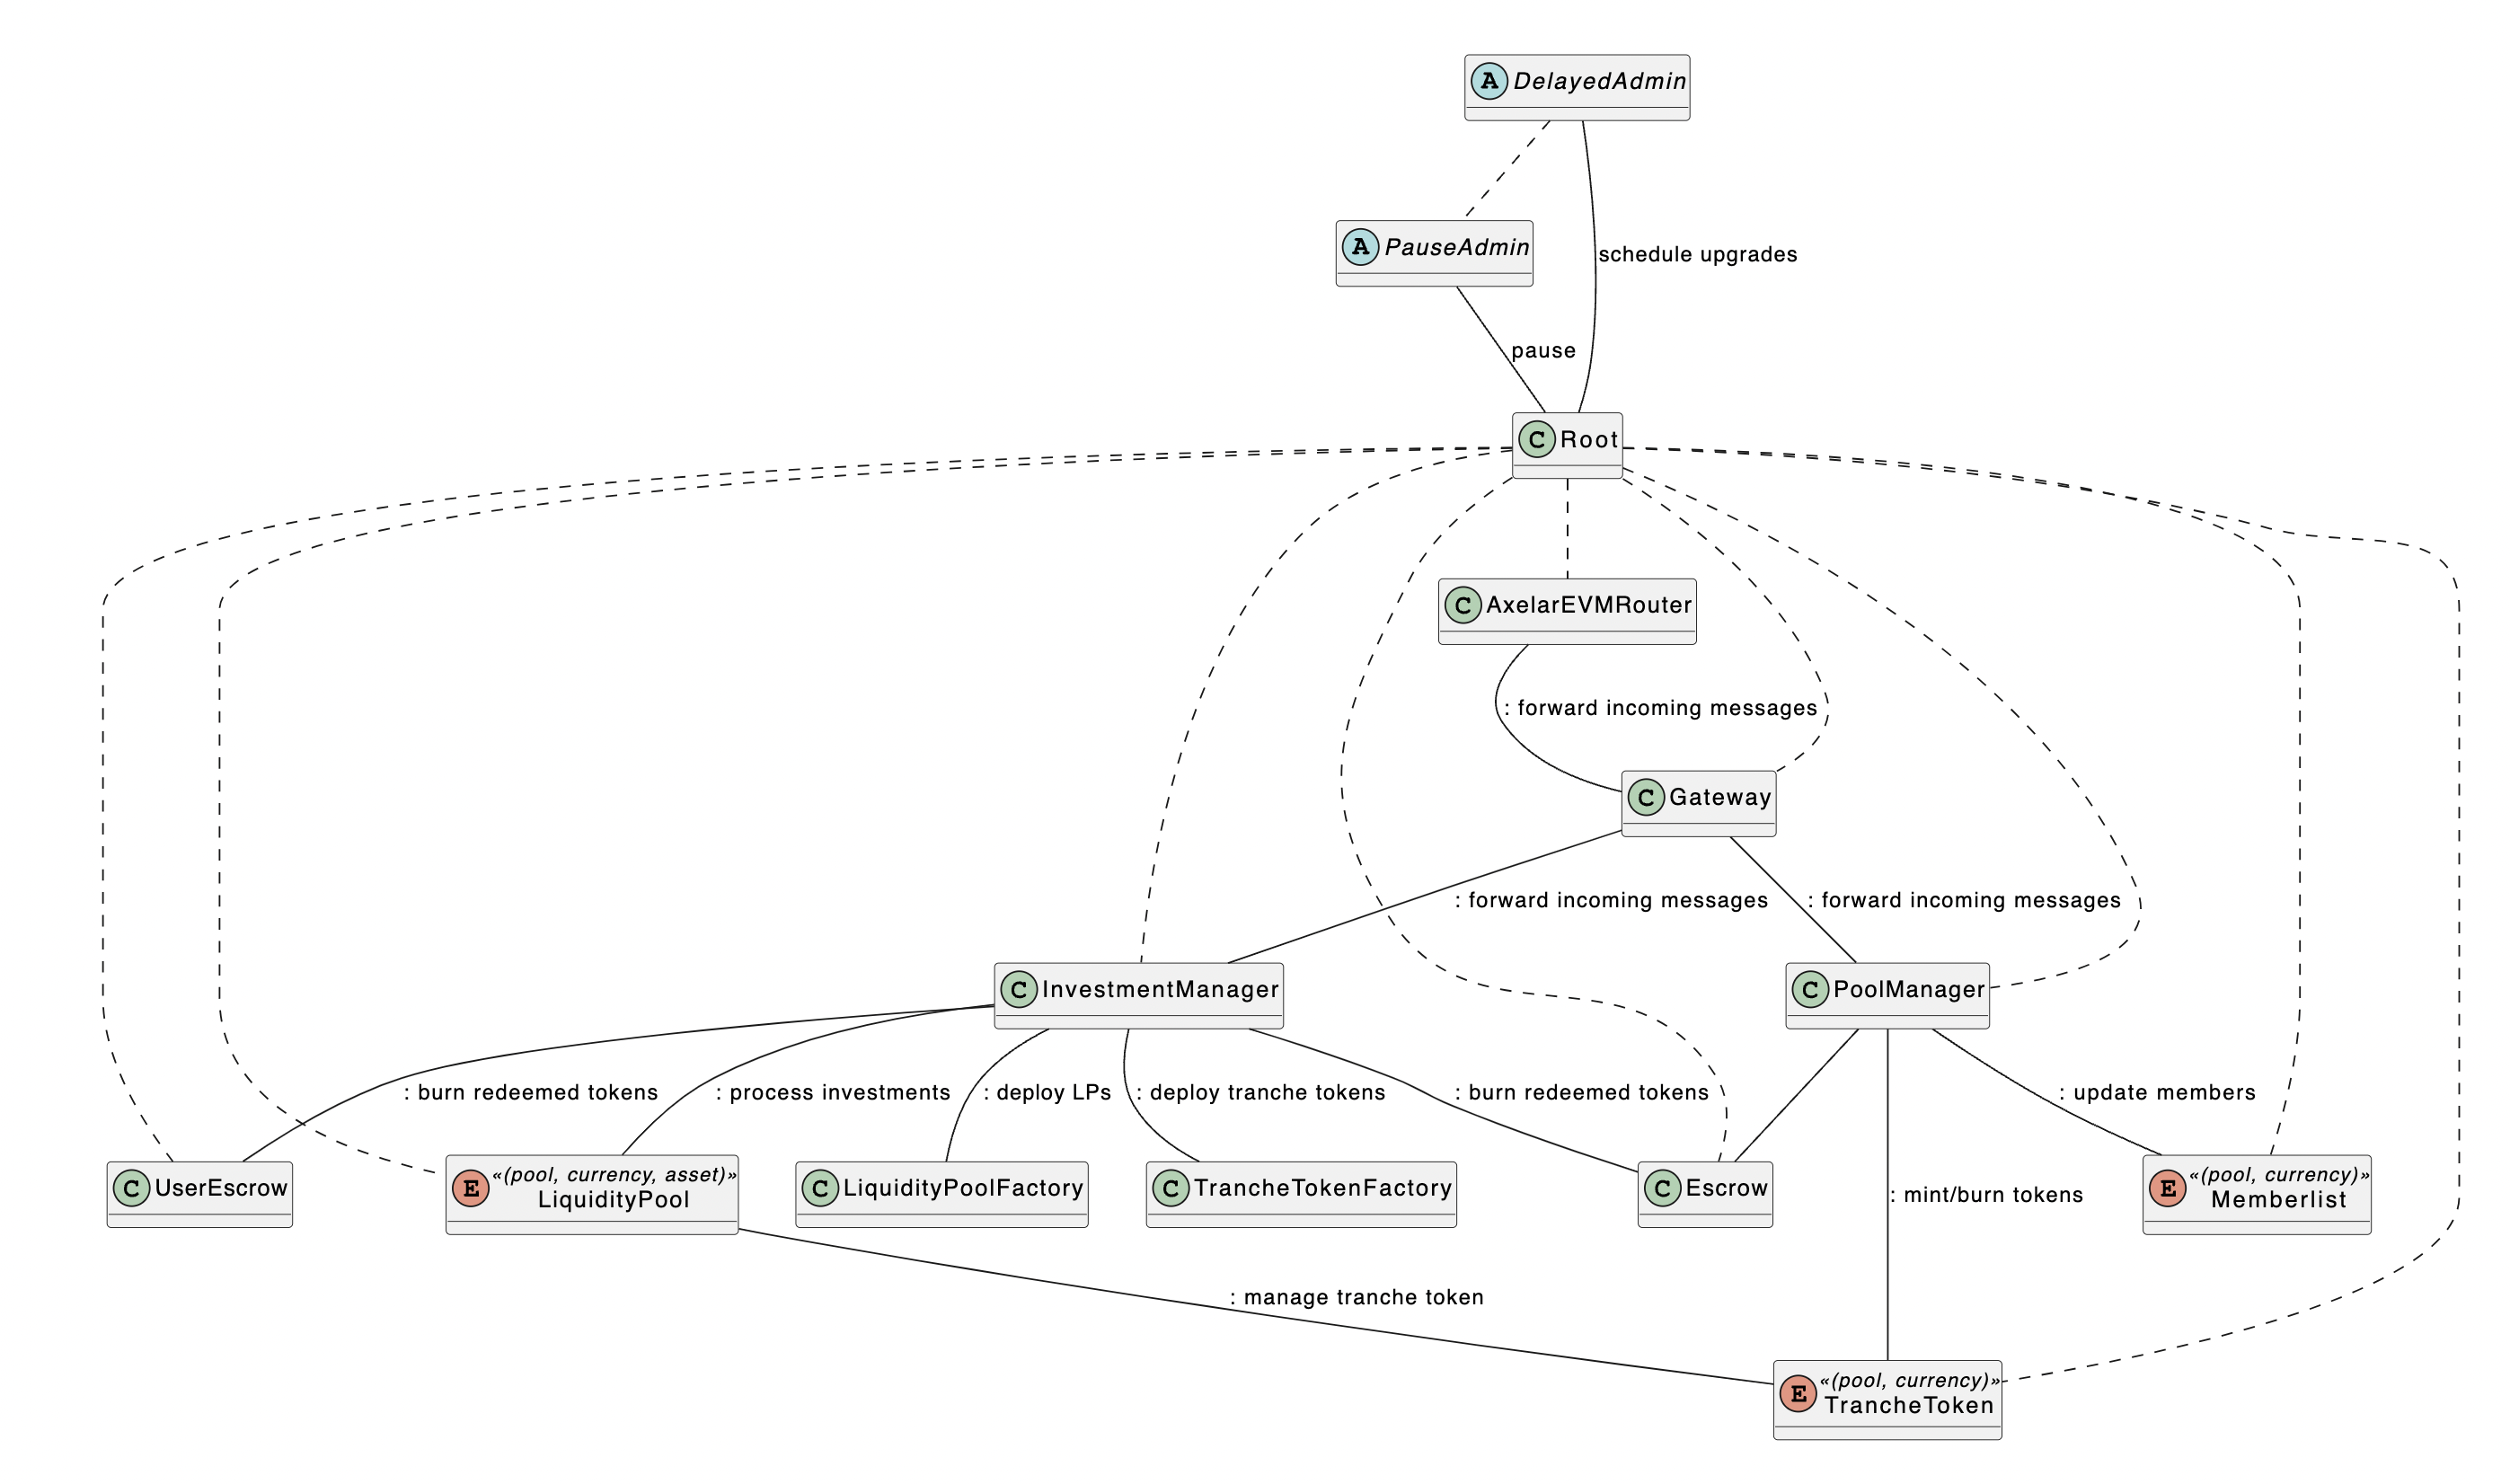 A DelayedAdmin
A PauseAdmin
schedule upgrades
pause
C Root
C AxelarEVMRouter
: forward incoming messages
C Gateway
: forward incoming messages
: forward incoming messages
C InvestmentManager
C PoolManager
: burn redeemed tokens
: process investments
: deploy LPs
: deploy tranche tokens
: burn redeemed tokens
: update members
C UserEscrow
E «(pool, currency, asset)»
LiquidityPool
C LiquidityPoolFactory
C TrancheTokenFactory
C Escrow
: mint/burn tokens
E «(pool, currency)»
Memberlist
: manage tranche token
E «(pool, currency)»
TrancheToken